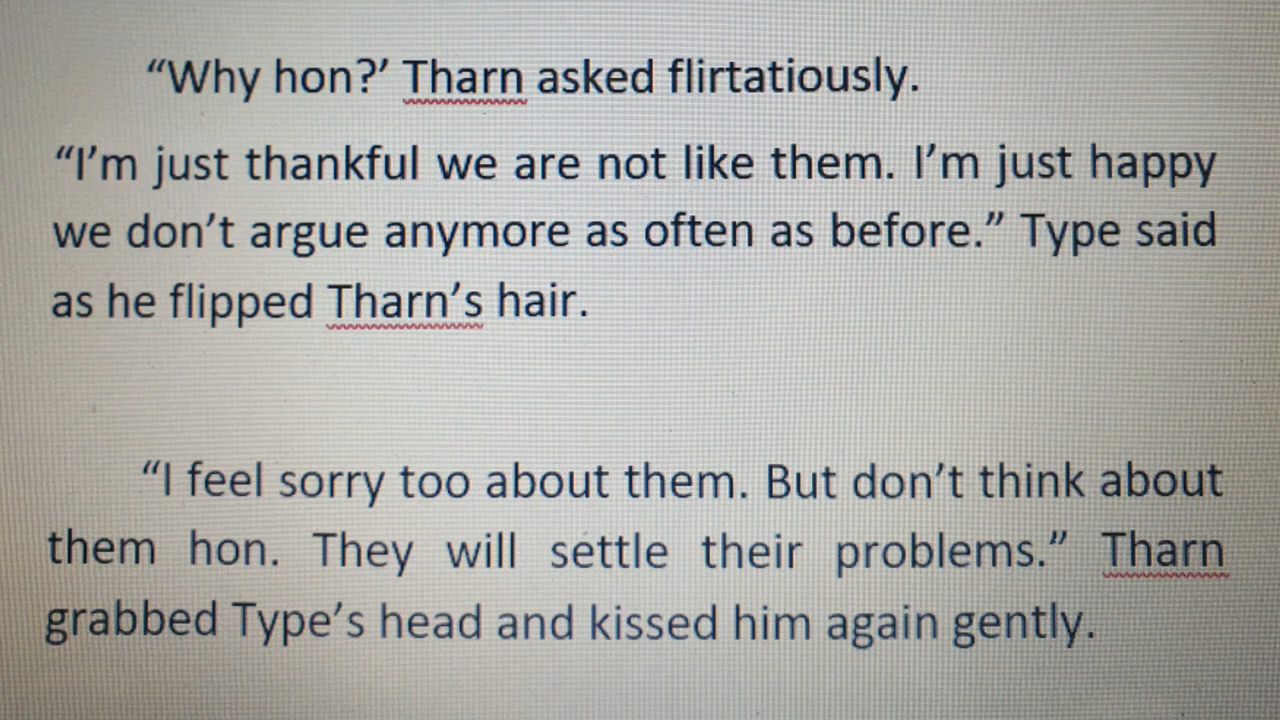 “Why hon?’ Tharn asked flirtatiously.
“I’m just thankful we are not like them. I’m just happy
we don’t argue anymore as often as before.” Type said
as he flipped Tharn’s hair.
“I feel sorry too about them. But don’t think about
them hon. They will settle their problems.” Tharn
grabbed Type’s head and kissed him again gently.